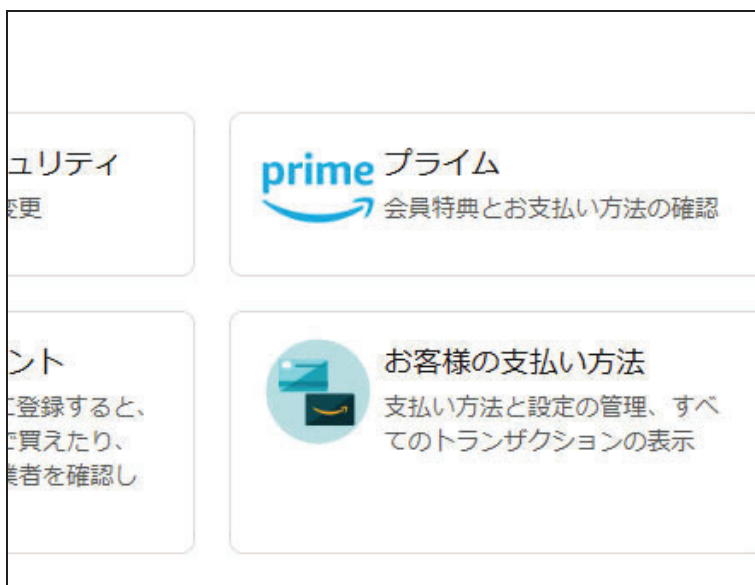 ュリティ
変更
prime
プライム
会員特典とお支払い方法の確認
ント
に登録すると、
で買えたり、
業者を確認し
お客様の支払い方法
支払い方法と設定の管理、すべ
てのトランザクションの表示